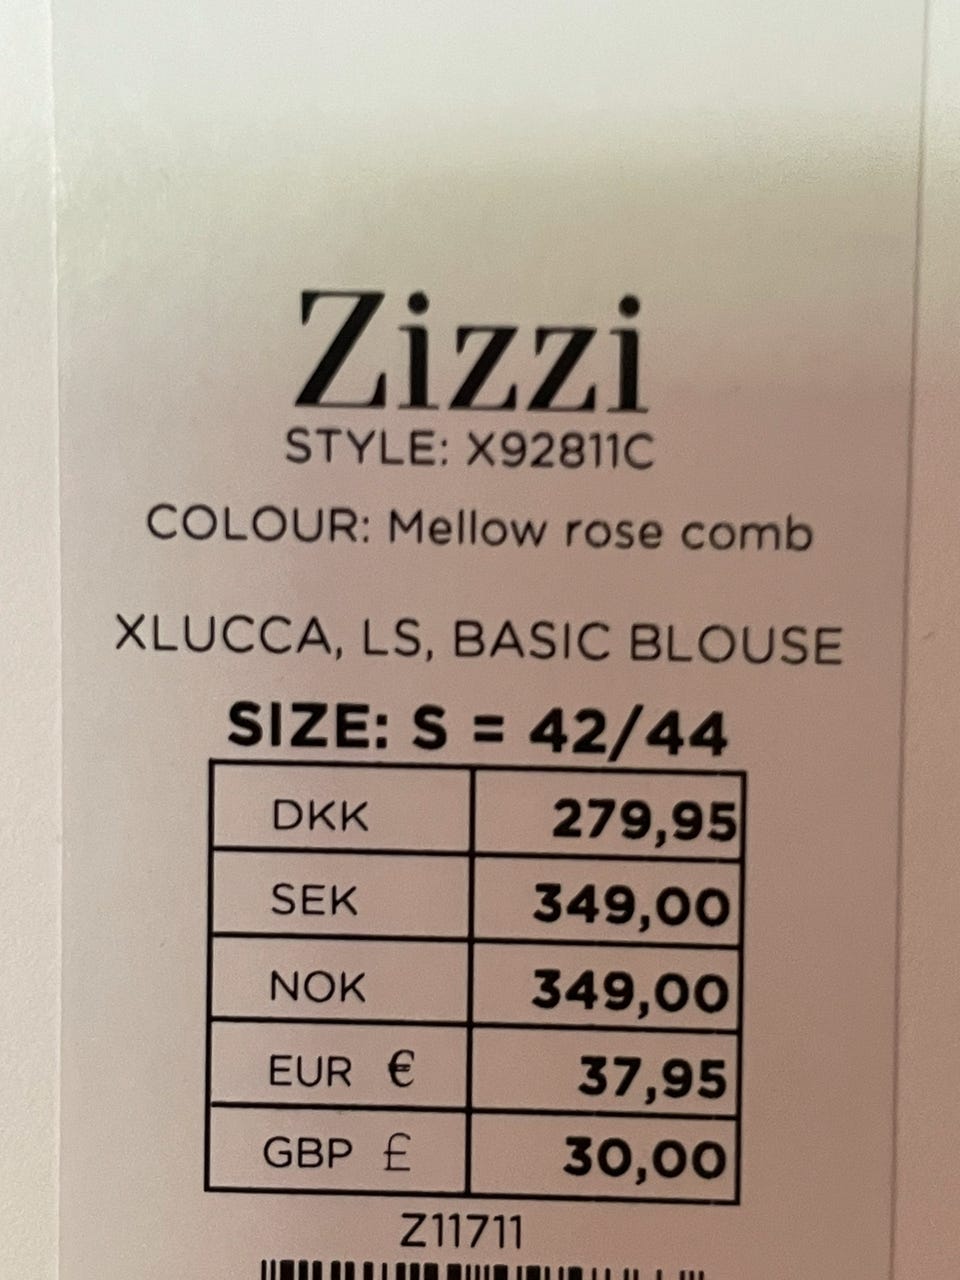 Zizzi
STYLE: X92811C
COLOUR: Mellow rose comb
XLUCCA, LS, BASIC BLOUSE
SIZE: S = 42/44
DKK 279,95
SEK 349,00
NOK 349,00
EUR € 37,95
GBP £ 30,00
Z11711